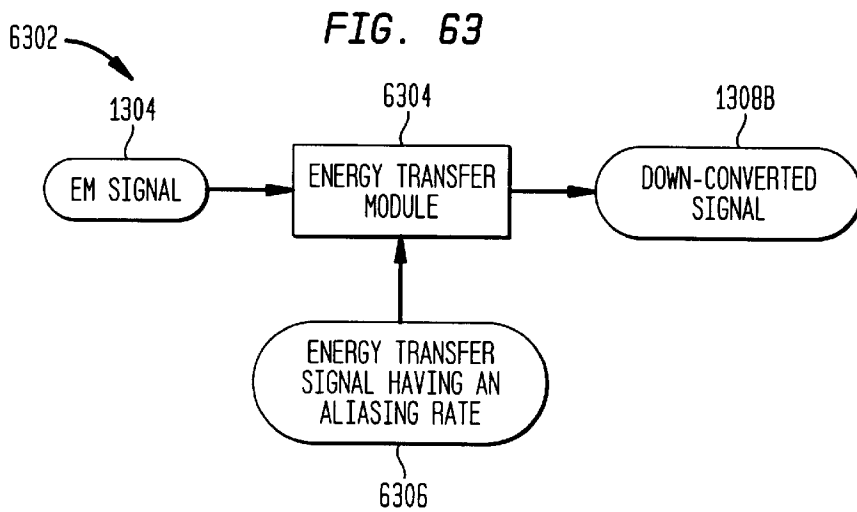 FIG. 63
6302
1304
6304
1308B
EM SIGNAL
ENERGY TRANSFER
MODULE
DOWN-CONVERTED
SIGNAL
ENERGY TRANSFER
SIGNAL HAVING AN
ALIASING RATE
6306